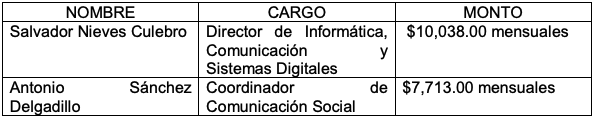 NOMBRE CARGO MONTO
Salvador Nieves Culebro Director de Informática, $10,038.00 mensuales
Comunicación y
Sistemas Digitales
Antonio Sánchez Coordinador de $7,713.00 mensuales
Delgadillo Comunicación Social